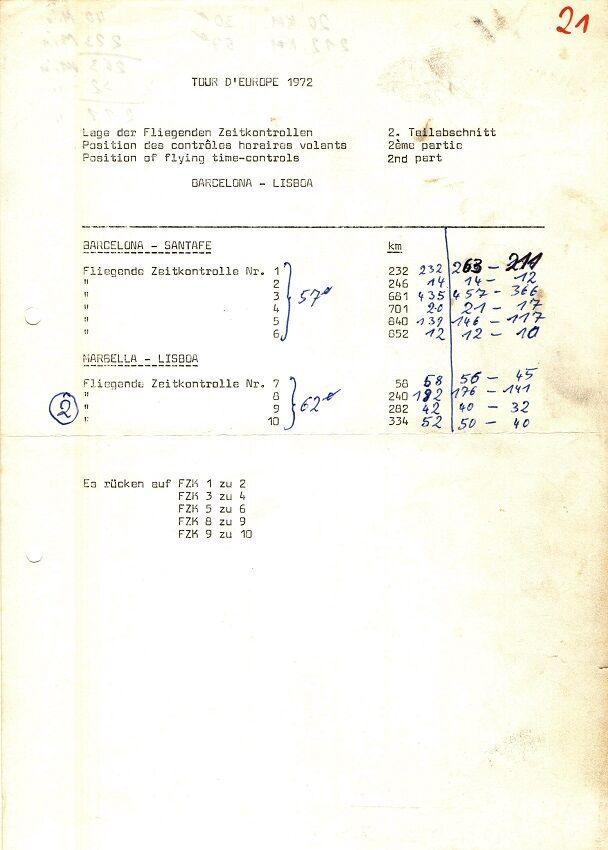 21
TOUR D'EUROPE 1972
Lage der Fliegenden Zeitkontrollen 2. Teilabschnitt
Position des contrôles horaires volants 2ème partie
Position of flying time-controls 2nd part
BARCELONA - LISBOA
BARCELONA - SANTAFE km
Fliegende Zeitkontrolle Nr. 1 232 232 263 - 211
" 2 246 14 14 - 12
" 3 681 435 457 - 366
" 4 701 20 21 - 17
" 5 840 139 146 - 117
" 6 852 12 12 - 10
57
MARBELLA - LISBOA
Fliegende Zeitkontrolle Nr. 7 58 58 56 - 45
" 8 240 182 176 - 141
2 " 9 282 42 40 - 32
" 10 334 52 50 - 40
62
Es rücken auf FZK 1 zu 2
FZK 3 zu 4
FZK 5 zu 6
FZK 8 zu 9
FZK 9 zu 10